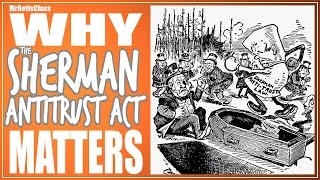 MrBettsClass
WHY
THE
SHERMAN
ANTITRUST ACT
MATTERS